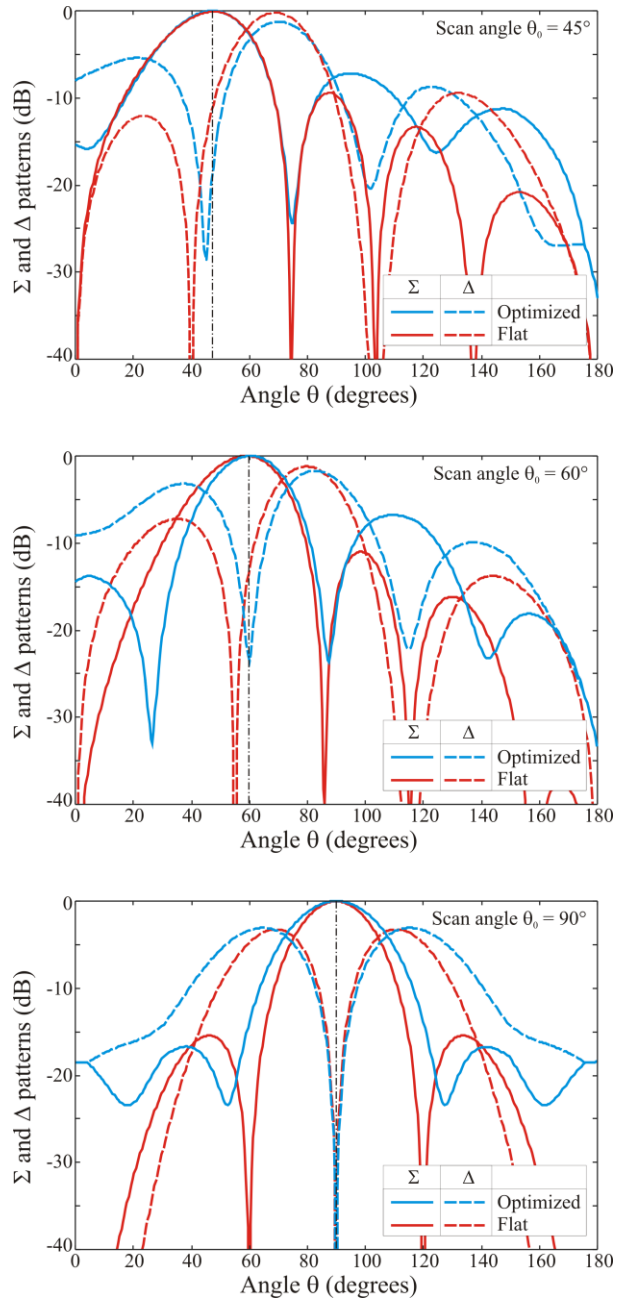 0
Scan angle θ₀ = 45°
-10
-20
-30
-40
Σ and Δ patterns (dB)
Σ Δ
Optimized
Flat
0 20 40 60 80 100 120 140 160 180
Angle θ (degrees)
0
Scan angle θ₀ = 60°
-10
-20
-30
-40
Σ and Δ patterns (dB)
Σ Δ
Optimized
Flat
0 20 40 60 80 100 120 140 160 180
Angle θ (degrees)
0
Scan angle θ₀ = 90°
-10
-20
-30
-40
Σ and Δ patterns (dB)
Σ Δ
Optimized
Flat
0 20 40 60 80 100 120 140 160 180
Angle θ (degrees)